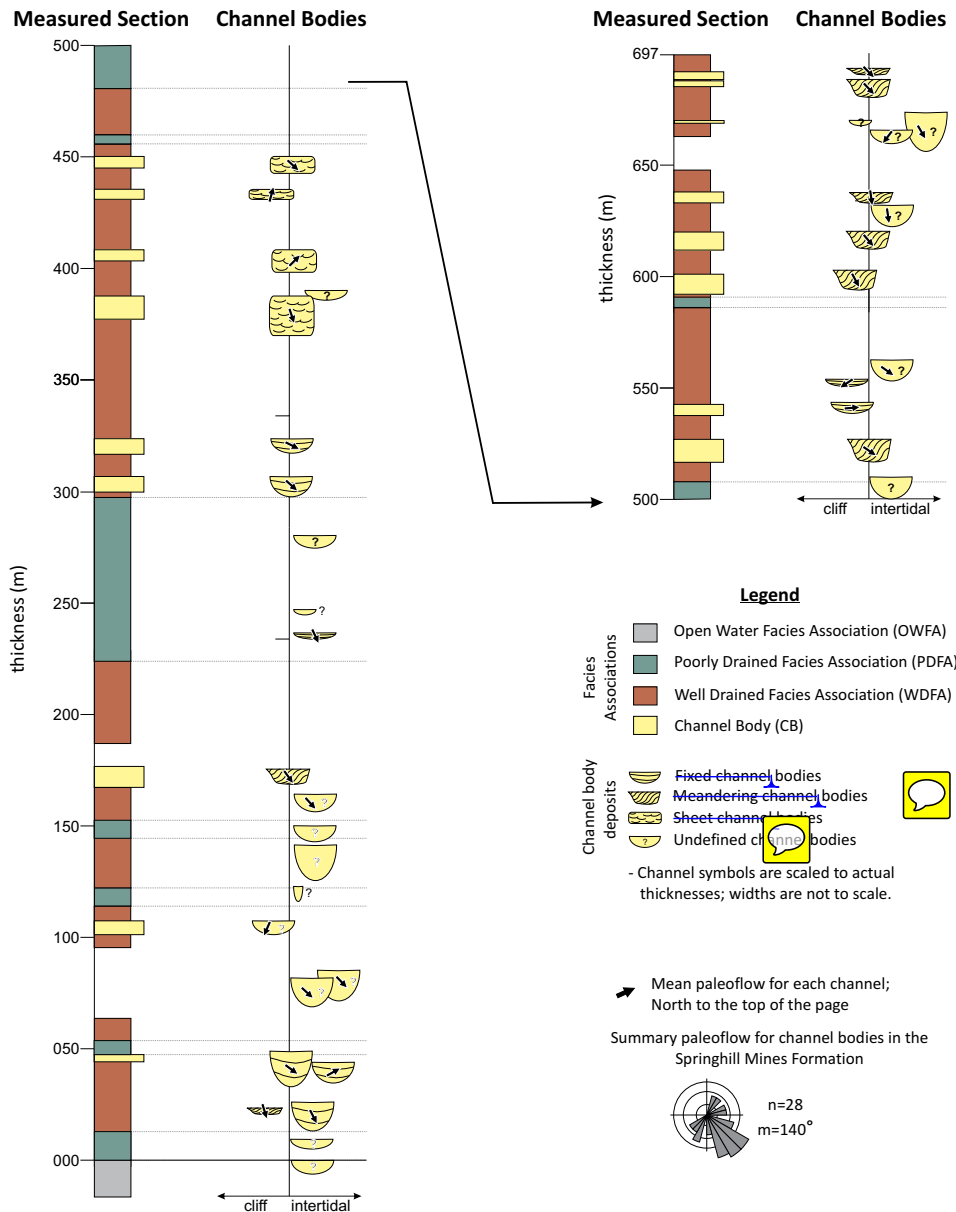 Measured Section
Channel Bodies
500
450
400
350
300
250
200
150
100
050
000
thickness (m)
?
?
?
?
?
?
?
?
?
?
?
?
?
cliff
intertidal
Measured Section
Channel Bodies
697
650
600
550
500
thickness (m)
?
?
?
?
?
?
cliff
intertidal
Legend
Facies
Associations
Open Water Facies Association (OWFA)
Poorly Drained Facies Association (PDFA)
Well Drained Facies Association (WDFA)
Channel Body (CB)
Channel body
deposits
Fixed channel bodies
Meandering channel bodies
Sheet channel bodies
? Undefined channel bodies
- Channel symbols are scaled to actual
thicknesses; widths are not to scale.
Mean paleoflow for each channel;
North to the top of the page
Summary paleoflow for channel bodies in the
Springhill Mines Formation
n=28
m=140°